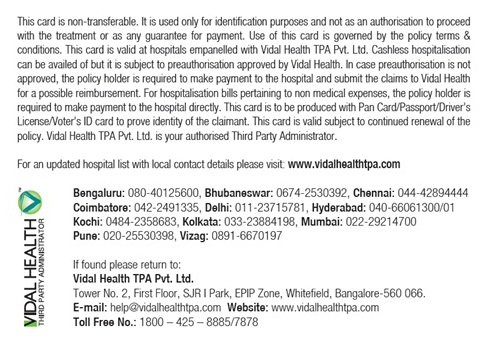 This card is non-transferable. It is used only for identification purposes and not as an authorisation to proceed
with the treatment or as any guarantee for payment. Use of this card is governed by the policy terms &
conditions. This card is valid at hospitals empanelled with Vidal Health TPA Pvt. Ltd. Cashless hospitalisation
can be availed of but it is subject to preauthorisation approved by Vidal Health. In case preauthorisation is not
approved, the policy holder is required to make payment to the hospital and submit the claims to Vidal Health
for a possible reimbursement. For hospitalisation bills pertaining to non medical expenses, the policy holder is
required to make payment to the hospital directly. This card is to be produced with Pan Card/Passport/Driver's
License/Voter's ID card to prove identity of the claimant. This card is valid subject to continued renewal of the
policy. Vidal Health TPA Pvt. Ltd. is your authorised Third Party Administrator.
For an updated hospital list with local contact details please visit: www.vidalhealthtpa.com
VIDAL HEALTH
THIRD PARTY ADMINISTRATOR
Bengaluru: 080-40125600, Bhubaneswar: 0674-2530392, Chennai: 044-42894444
Coimbatore: 042-2491335, Delhi: 011-23715781, Hyderabad: 040-66061300/01
Kochi: 0484-2358683, Kolkata: 033-23884198, Mumbai: 022-29214700
Pune: 020-25530398, Vizag: 0891-6670197
If found please return to:
Vidal Health TPA Pvt. Ltd.
Tower No. 2, First Floor, SJR I Park, EPIP Zone, Whitefield, Bangalore-560 066.
E-mail: help@vidalhealthtpa.com Website: www.vidalhealthtpa.com
Toll Free No.: 1800 – 425 – 8885/7878